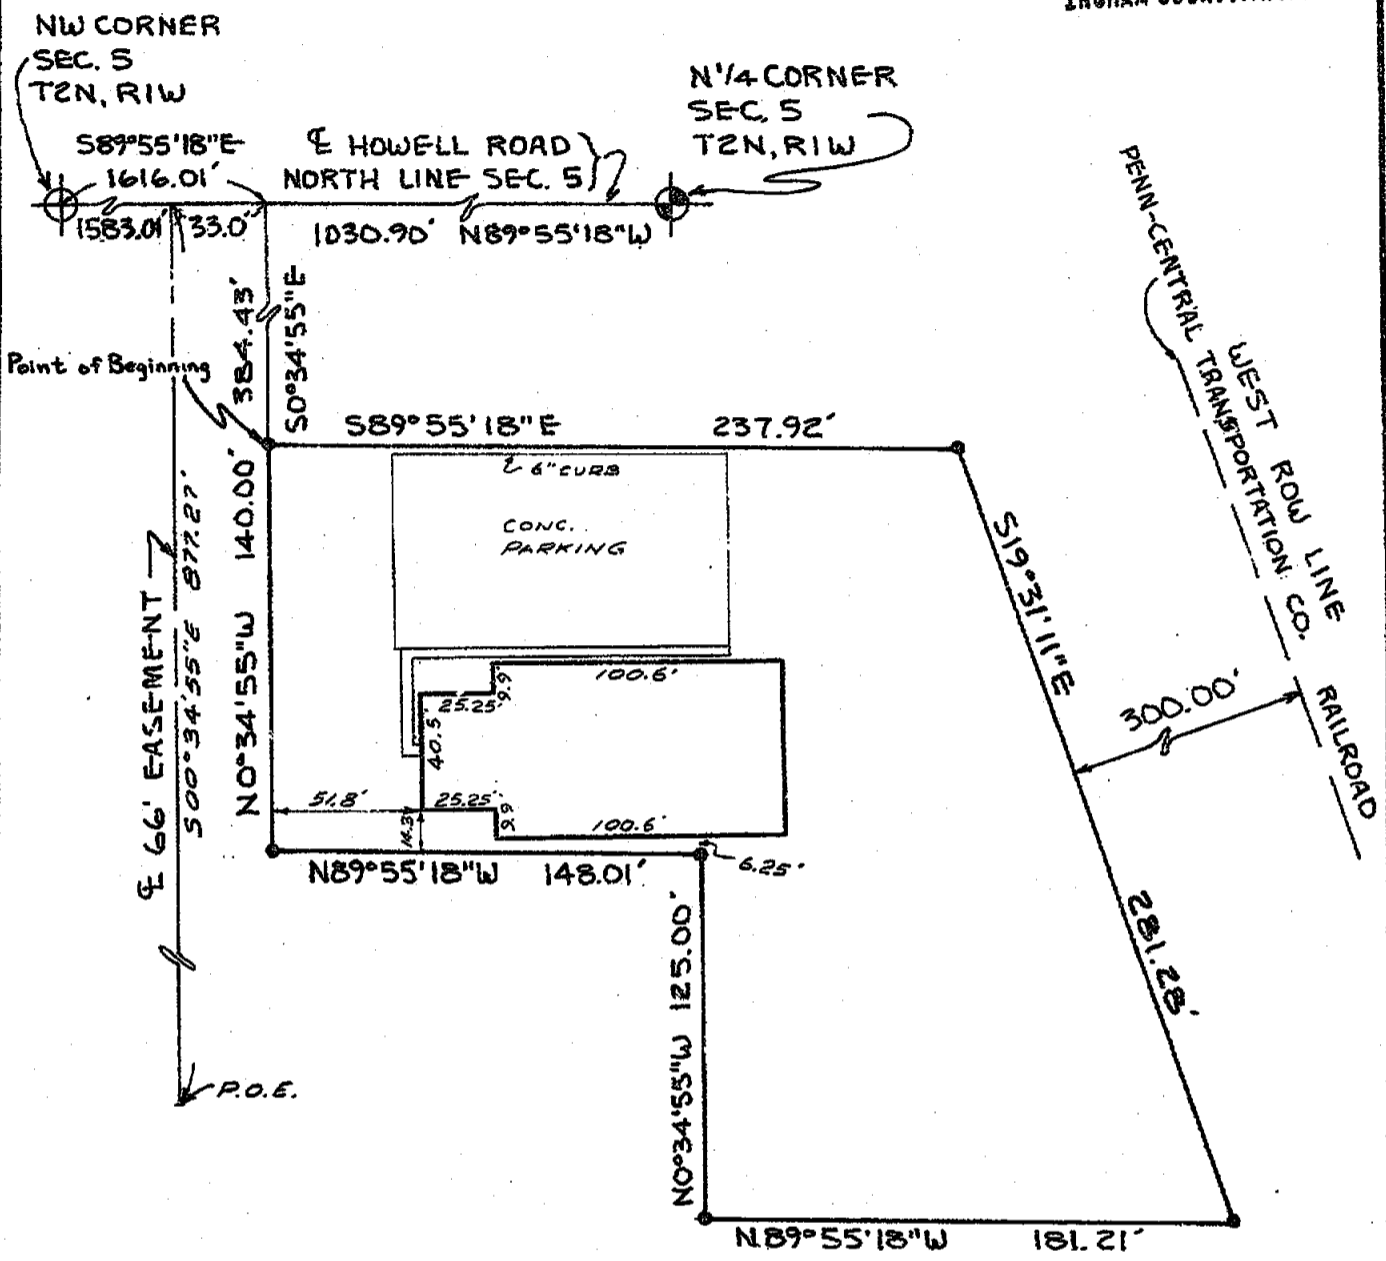 NW CORNER
SEC. 5
T2N, R1W
N 1/4 CORNER
SEC. 5
T2N, R1W
S89°55'18"E
1616.01'
℄ HOWELL ROAD
NORTH LINE SEC. 5
1583.01'
33.0'
1030.90' N89°55'18"W
384.43'
S0°34'55"E
Point of Beginning
PENN-CENTRAL TRANSPORTATION CO.
WEST ROW LINE
RAILROAD
S89°55'18"E 237.92'
6" CURB
CONC.
PARKING
N0°34'55"W 140.00'
℄ 66' EASEMENT
S00°34'55"E 877.27'
S19°31'11"E
281.28'
300.00'
100.6'
9.9'
25.25'
40.5'
51.8'
25.25'
14.3'
9.9'
100.6'
6.25'
N89°55'18"W 148.01'
N0°34'55"W 125.00'
P.O.E.
N89°55'18"W 181.21'